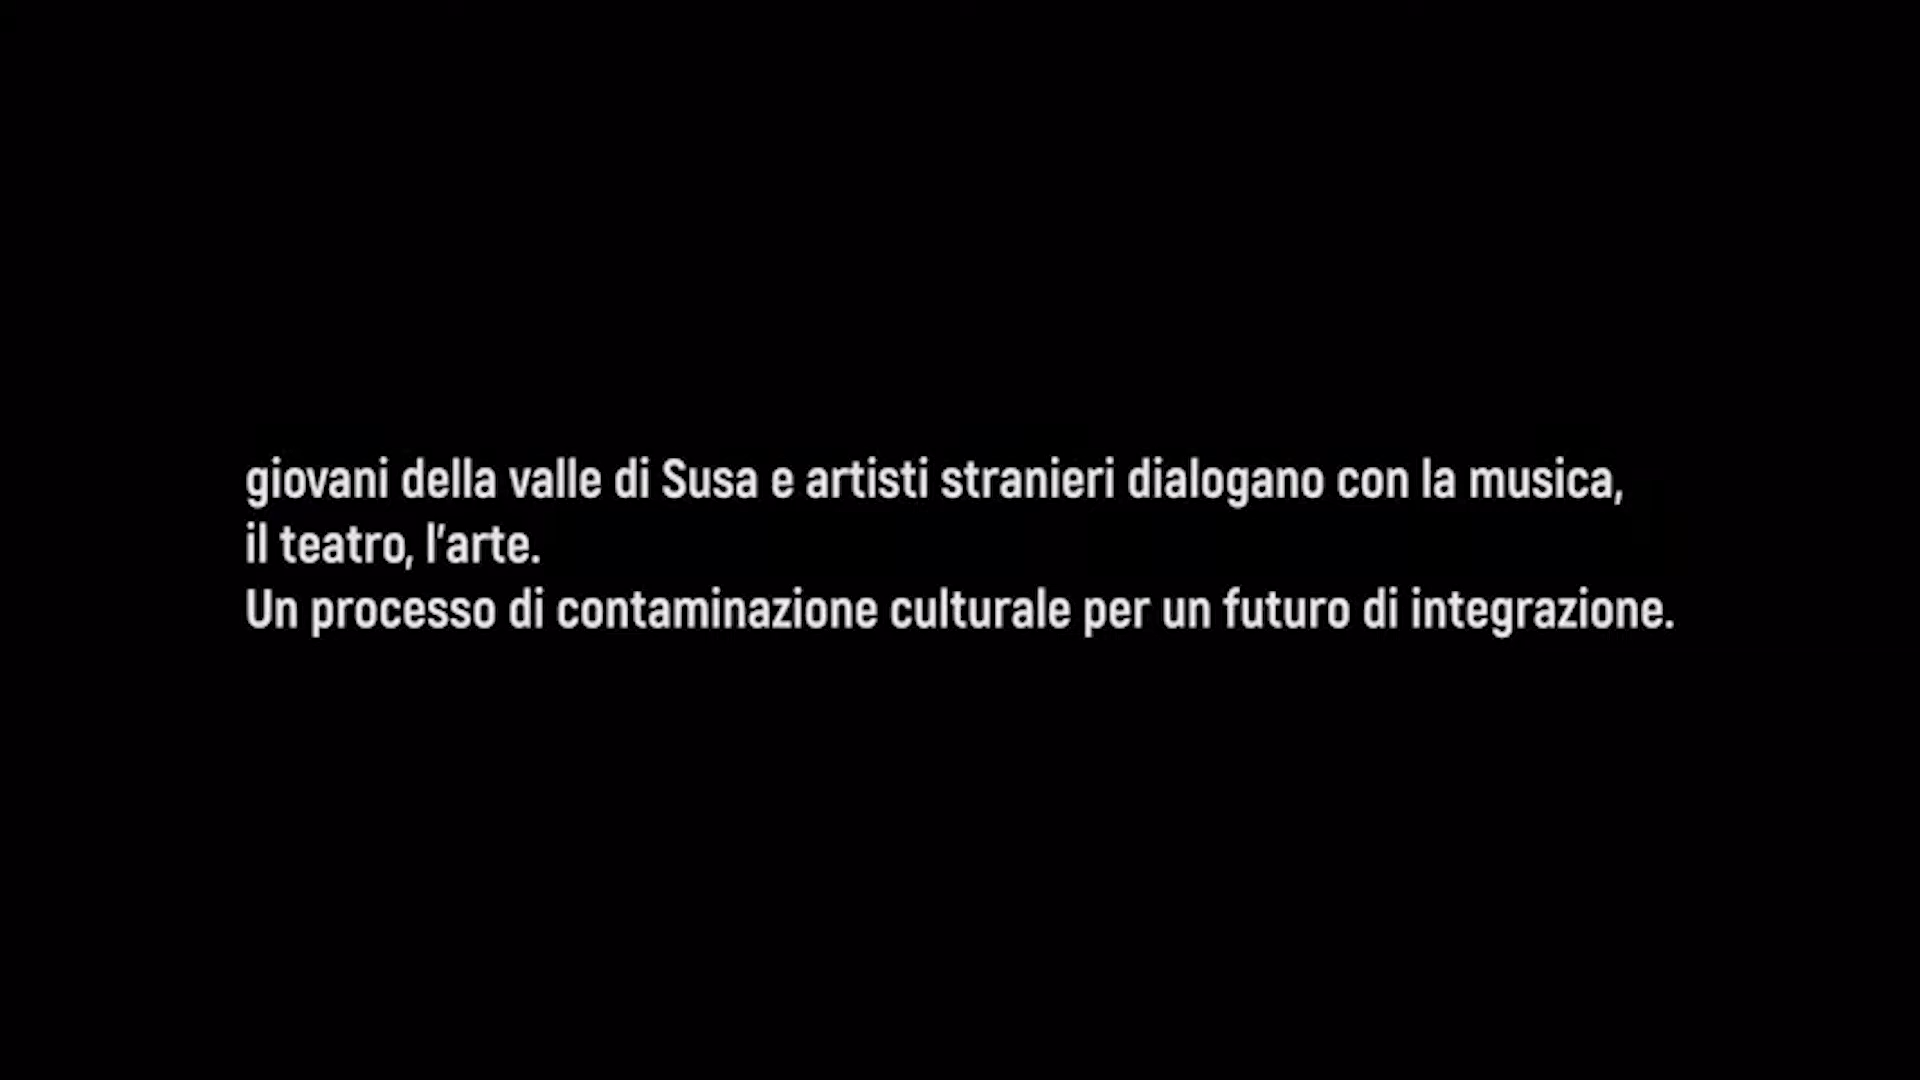 giovani della valle di Susa e artisti stranieri dialogano con la musica,
il teatro, l'arte.
Un processo di contaminazione culturale per un futuro di integrazione.